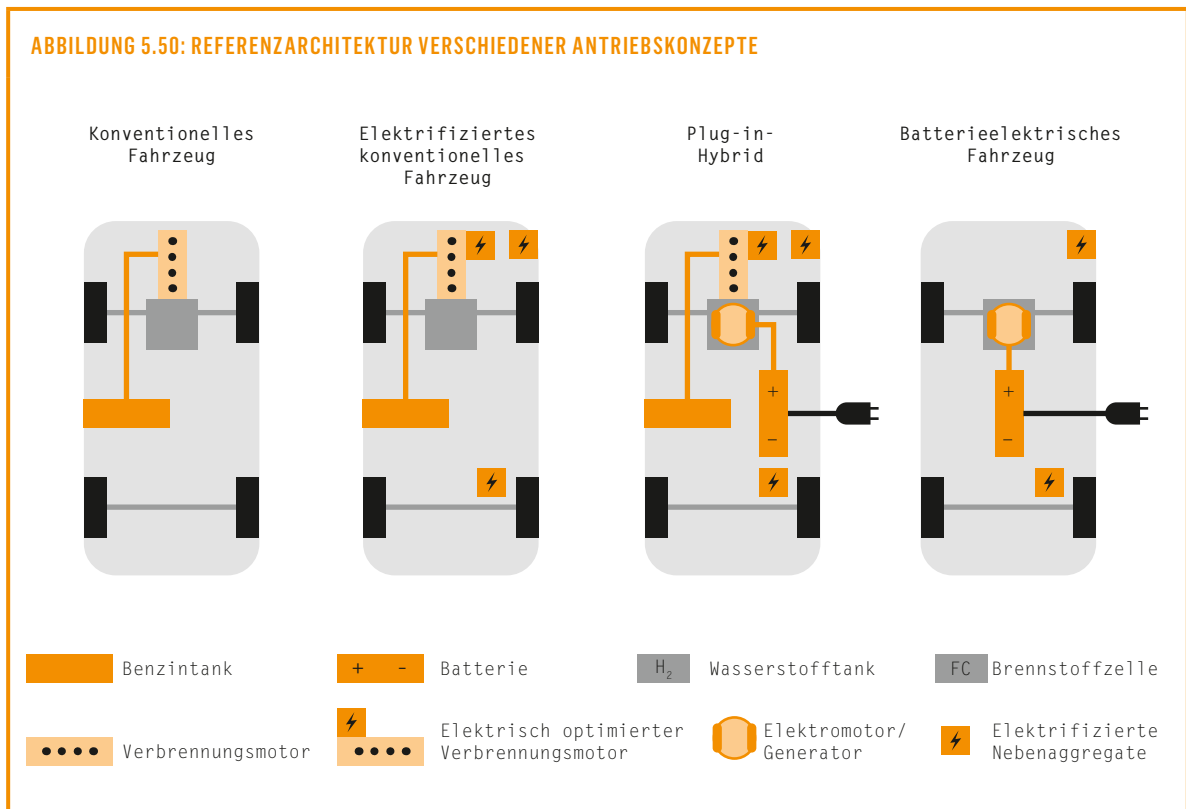 ABBILDUNG 5.50: REFERENZARCHITEKTUR VERSCHIEDENER ANTRIEBSKONZEPTE
Konventionelles
Fahrzeug
Elektrifiziertes
konventionelles
Fahrzeug
Plug-in-
Hybrid
Batterieelektrisches
Fahrzeug
+
−
+
−
Benzintank
+ -
Batterie
H₂
Wasserstofftank
FC
Brennstoffzelle
Verbrennungsmotor
Elektrisch optimierter
Verbrennungsmotor
Elektromotor/
Generator
Elektrifizierte
Nebenaggregate